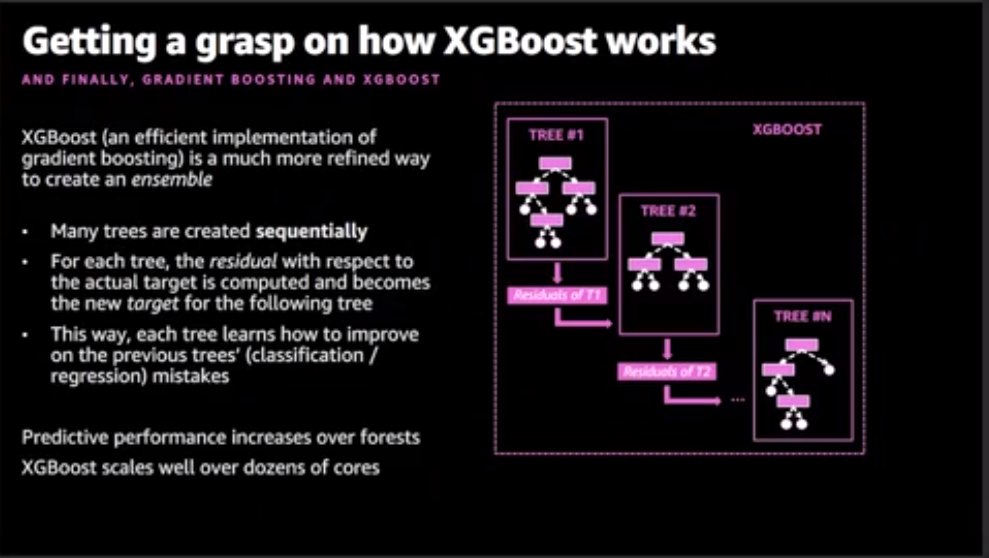 Getting a grasp on how XGBoost works
AND FINALLY, GRADIENT BOOSTING AND XGBOOST
XGBoost (an efficient implementation of
gradient boosting) is a much more refined way
to create an ensemble
• Many trees are created sequentially
• For each tree, the residual with respect to
the actual target is computed and becomes
the new target for the following tree
• This way, each tree learns how to improve
on the previous trees' (classification /
regression) mistakes
Predictive performance increases over forests
XGBoost scales well over dozens of cores
XGBOOST
TREE #1
Residuals of T1
TREE #2
Residuals of T2
...
TREE #N